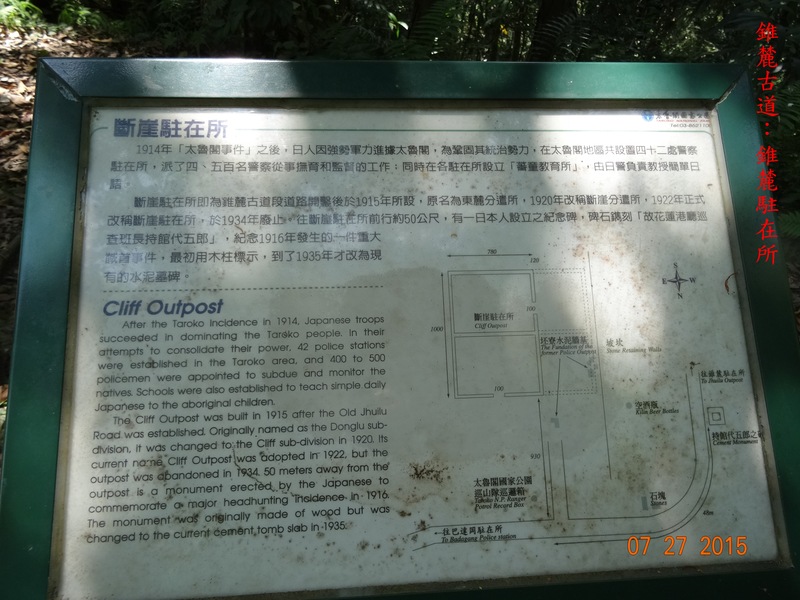 斷崖駐在所
1914年「太魯閣事件」之後，日人因強勢軍力進據太魯閣，為鞏固其統治勢力，在太魯閣地區共設置四十二處警察
駐在所，派了四、五百名警察從事撫育和監督的工作；同時在各駐在所設立「蕃童教育所」，由日警負責教授簡單日
語。
斷崖駐在所即為錐麓古道段道路開鑿後於1915年所設，原名為東麓分遣所，1920年改稱斷崖分遣所，1922年正式
改稱斷崖駐在所，於1934年廢止。往斷崖駐在所前行約50公尺，有一日本人設立之紀念碑，碑石鐫刻「故花蓮港廳巡
查班長持館代五郎」，紀念1916年發生的一件重大
馘首事件，最初用木柱標示，到了1935年才改為現
有的水泥墓碑。
Cliff Outpost
After the Taroko Incidence in 1914, Japanese troops
succeeded in dominating the Taroko people. In their
attempts to consolidate their power, 42 police stations
were established in the Taroko area, and 400 to 500
policemen were appointed to subdue and monitor the
natives. Schools were also established to teach simple daily
Japanese to the aboriginal children.
The Cliff Outpost was built in 1915 after the Old Jhuilu
Road was established. Originally named as the Donglu sub-
division, it was changed to the Cliff sub-division in 1920. Its
current name Cliff Outpost was adopted in 1922, but the
outpost was abandoned in 1934. 50 meters away from the
outpost is a monument erected by the Japanese to
commemorate a major headhunting incidence in 1916.
The monument was originally made of wood but was
changed to the current cement tomb slab in 1935.
780
120
1000
100
斷崖駐在所
Cliff Outpost
100
930
駐在所水泥牆基
The Fundation of the
former Police Outpost
坡坎
Stone Retaining Walls
N
W
E
S
往錐麓駐在所
To Jhuilu Outpost
空酒瓶
Kilin Beer Bottles
持館代五郎之碑
Cement Monument
太魯閣國家公園
巡山隊巡邏箱
Taroko N.P. Ranger
Patrol Record Box
石塊
Stones
48m
往巴達岡駐在所
To Badagang Police station
錐麓古道：錐麓駐在所
07 27 2015